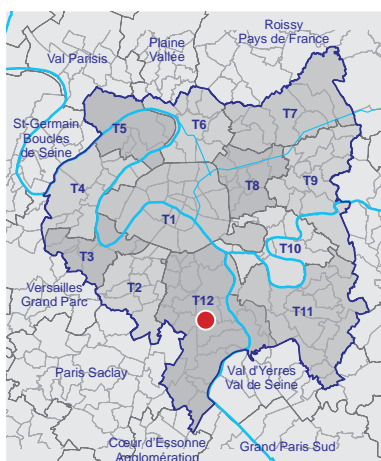 Roissy
Pays de France
Plaine
Vallée
Val Parisis
St-Germain
Boucles
de Seine
T7
T6
T5
T8
T9
T4
T1
T10
T3
T2
T12
T11
Versailles
Grand Parc
Paris Saclay
Val d'Yerres
Val de Seine
Cœur d'Essonne
Agglomération
Grand Paris Sud